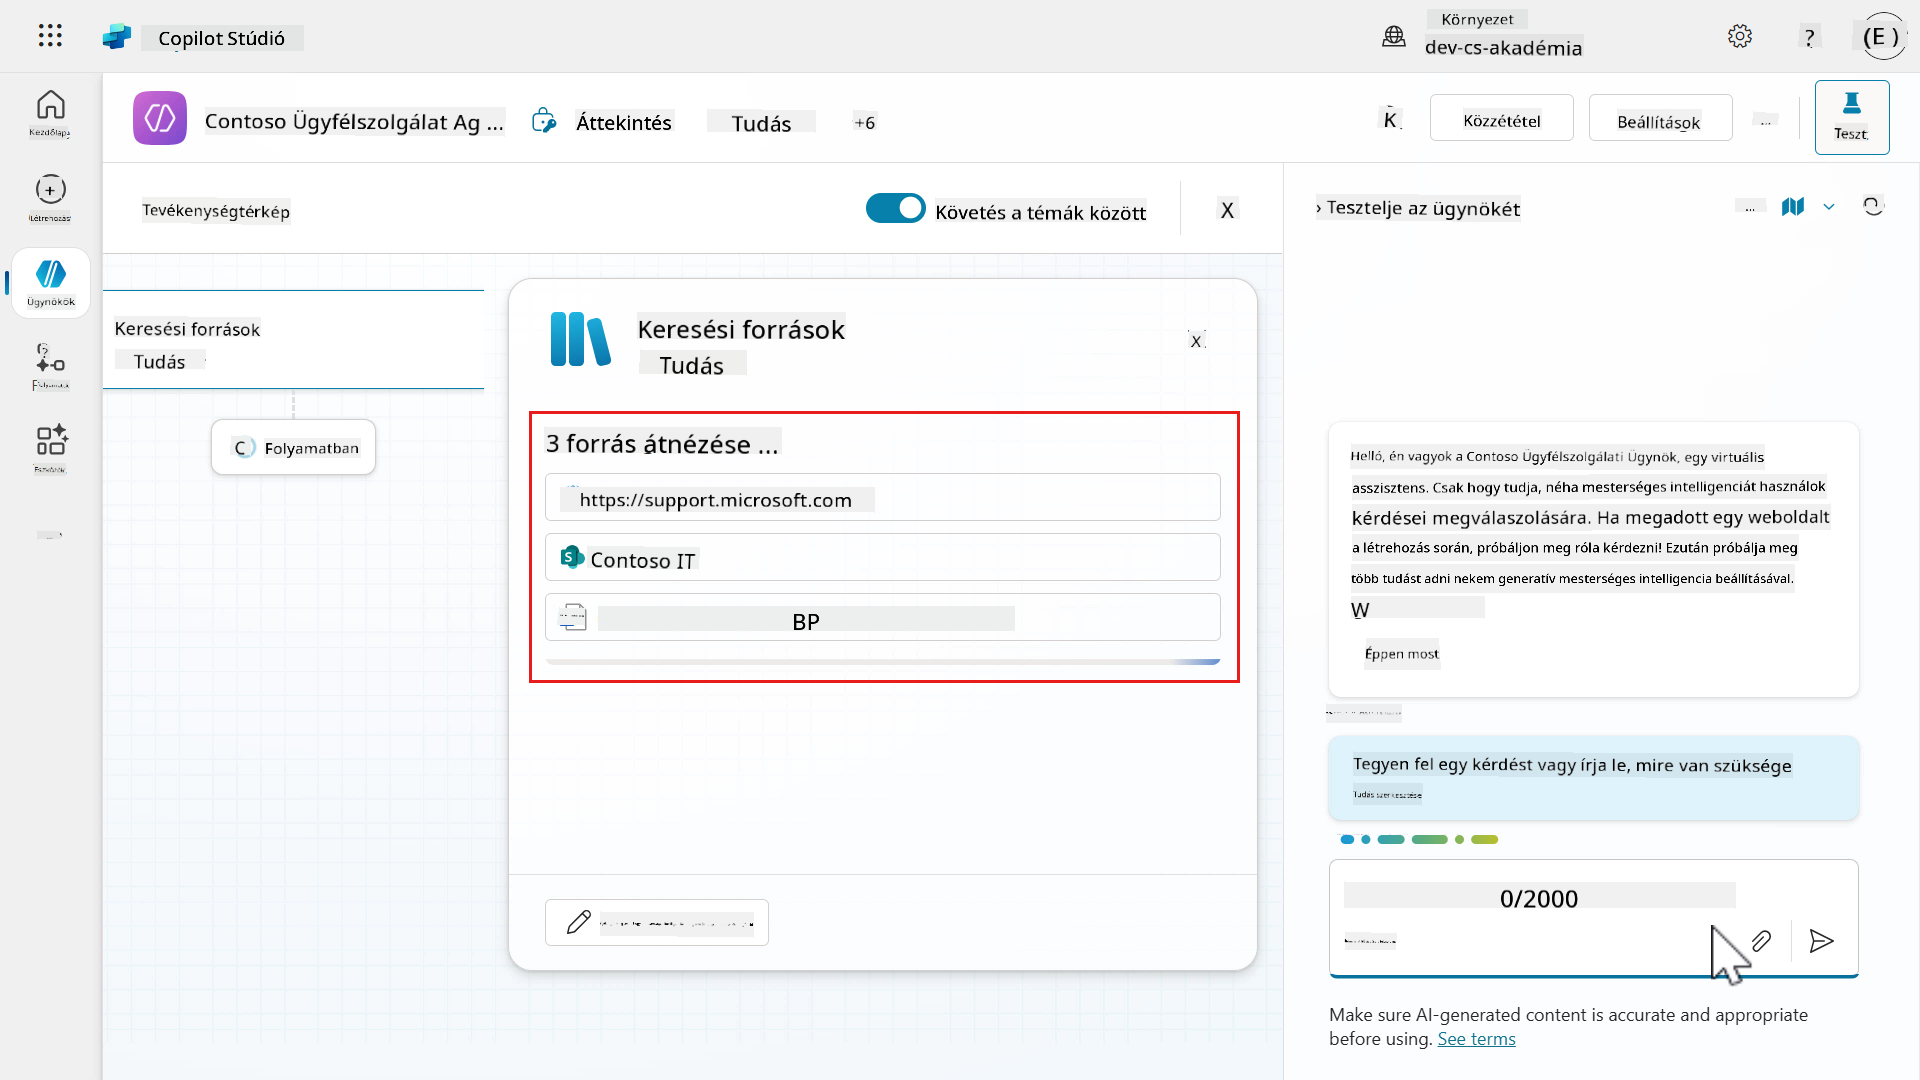 Copilot Stúdió
Környezet
dev-cs-akadémia
?
(E )
Kezdőlap
Létrehozás
Ügynökök
Contoso Ügyfélszolgálat Ag ...
Áttekintés
Tudás
+6
K
Közzététel
Beállítások
...
Teszt
Tevékenységtérkép
Követés a témák között
X
Keresési források
Tudás
C Folyamatban
Keresési források
Tudás
X
3 forrás átnézése ...
https://support.microsoft.com
Contoso IT
BP
› Tesztelje az ügynökét
...
Helló, én vagyok a Contoso Ügyfélszolgálati Ügynök, egy virtuális
asszisztens. Csak hogy tudja, néha mesterséges intelligenciát használok
kérdései megválaszolására. Ha megadott egy weboldalt
a létrehozás során, próbáljon meg róla kérdezni! Ezután próbálja meg
több tudást adni nekem generatív mesterséges intelligencia beállításával.
W
Éppen most
Tegyen fel egy kérdést vagy írja le, mire van szüksége
Tudás szerkesztése
0/2000
Make sure AI-generated content is accurate and appropriate
before using. See terms